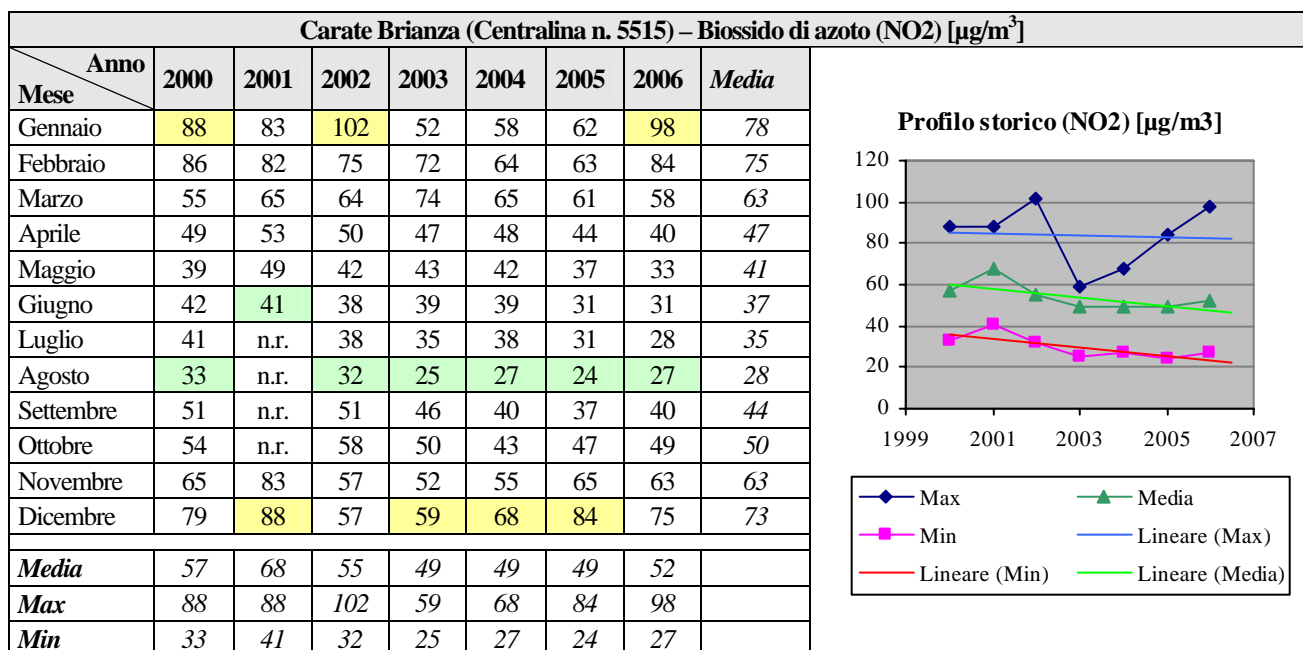 Carate Brianza (Centralina n. 5515) – Biossido di azoto (NO2) [µg/m³]
Anno
Mese 2000 2001 2002 2003 2004 2005 2006 Media
Gennaio 88 83 102 52 58 62 98 78
Febbraio 86 82 75 72 64 63 84 75
Marzo 55 65 64 74 65 61 58 63
Aprile 49 53 50 47 48 44 40 47
Maggio 39 49 42 43 42 37 33 41
Giugno 42 41 38 39 39 31 31 37
Luglio 41 n.r. 38 35 38 31 28 35
Agosto 33 n.r. 32 25 27 24 27 28
Settembre 51 n.r. 51 46 40 37 40 44
Ottobre 54 n.r. 58 50 43 47 49 50
Novembre 65 83 57 52 55 65 63 63
Dicembre 79 88 57 59 68 84 75 73
Media 57 68 55 49 49 49 52
Max 88 88 102 59 68 84 98
Min 33 41 32 25 27 24 27
Profilo storico (NO2) [µg/m3]
120
100
80
60
40
20
0
1999 2001 2003 2005 2007
Max Media
Min Lineare (Max)
Lineare (Min) Lineare (Media)